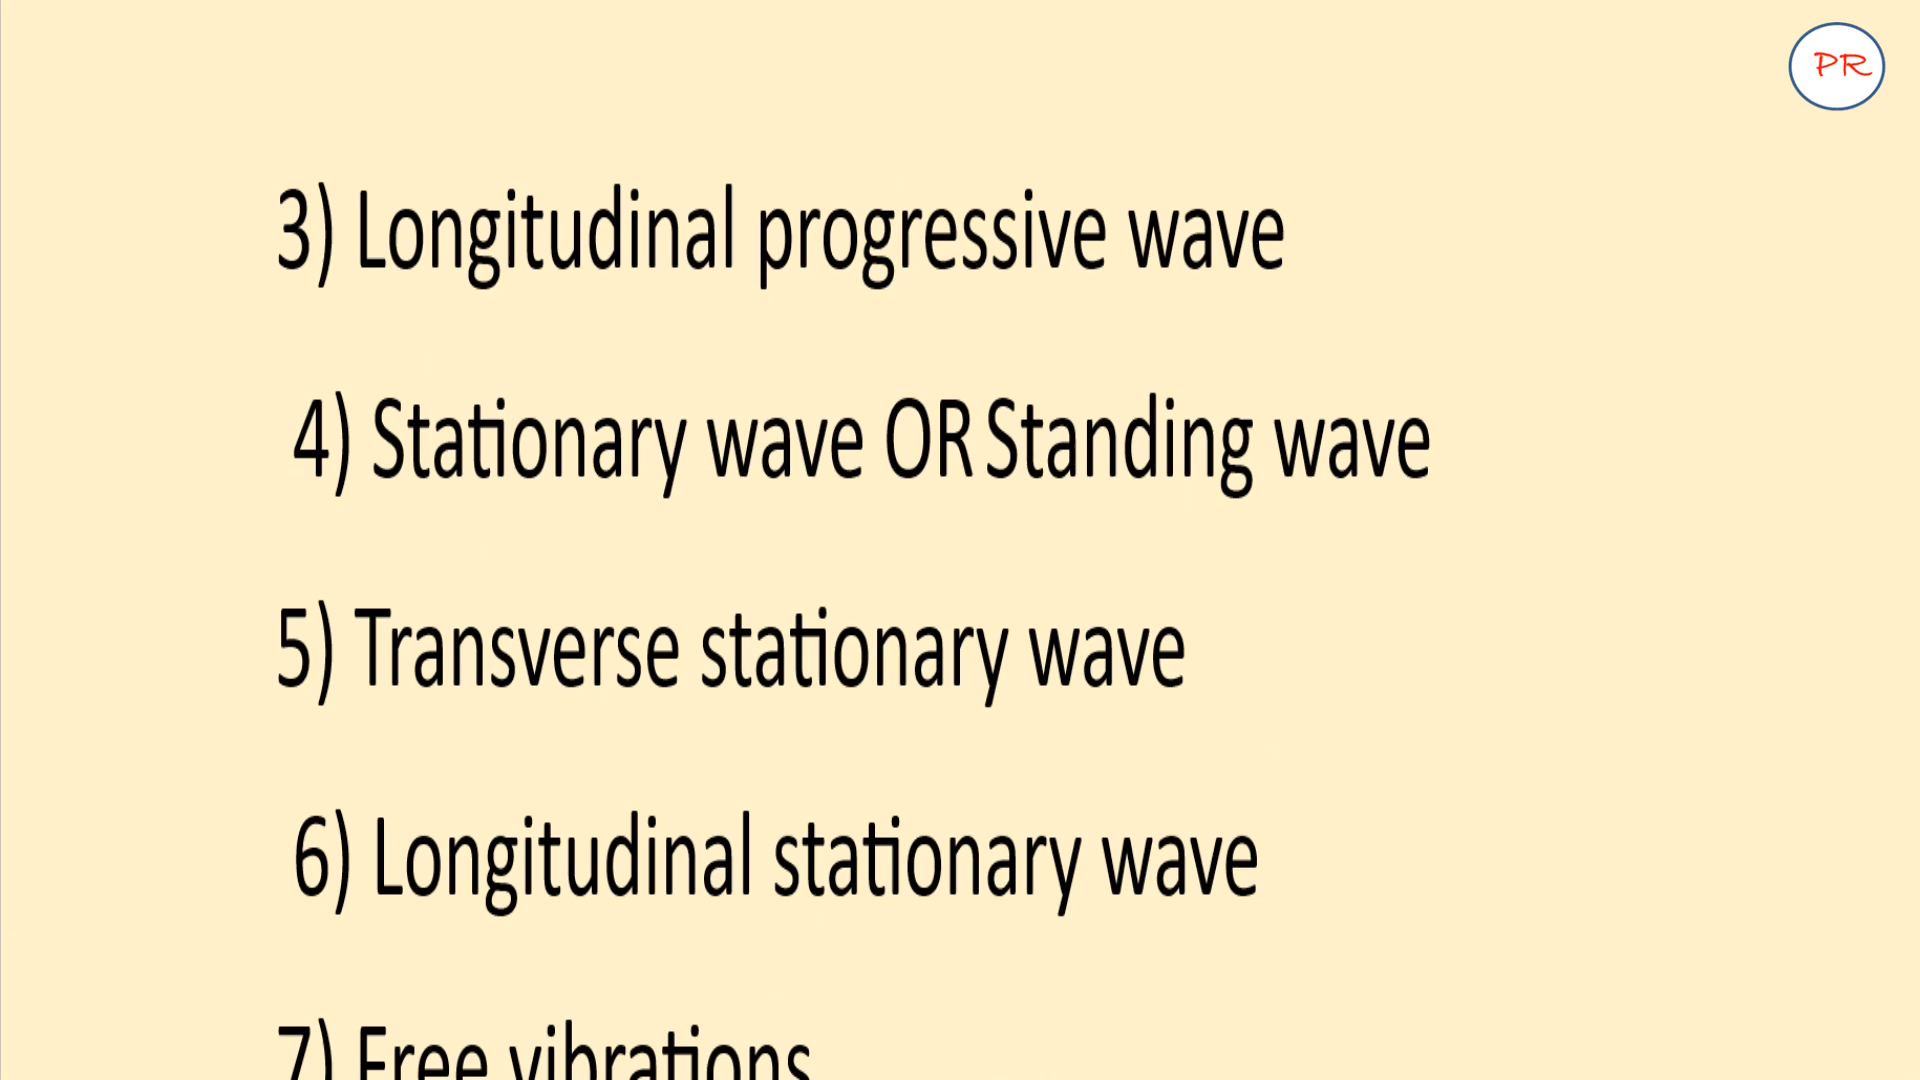 PR
3) Longitudinal progressive wave
4) Stationary wave OR Standing wave
5) Transverse stationary wave
6) Longitudinal stationary wave
7) Free vibrations